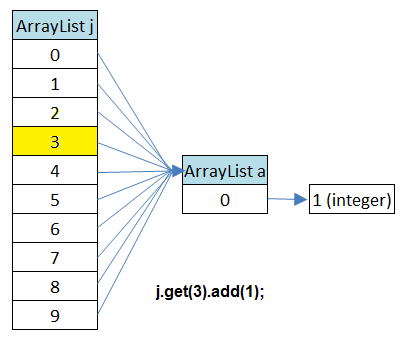 ArrayList j
0
1
2
3
4
5
6
7
8
9
ArrayList a
0
1 (integer)
j.get(3).add(1);